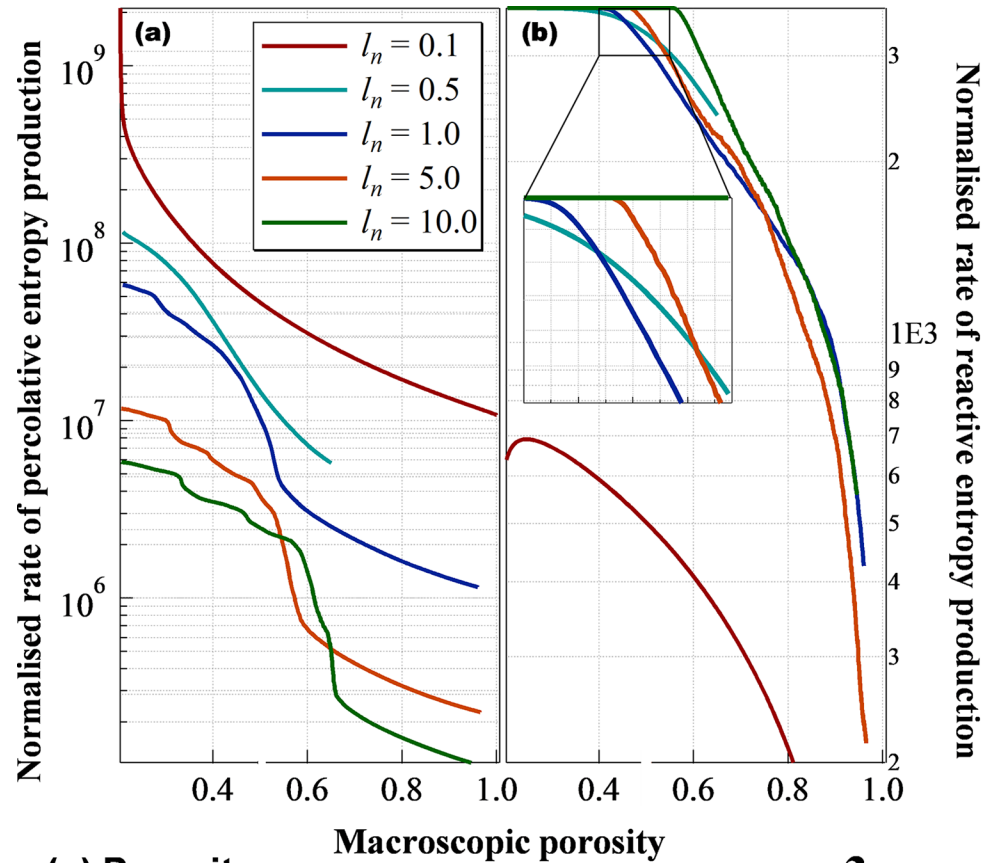 (a)
(b)
l_n = 0.1
l_n = 0.5
l_n = 1.0
l_n = 5.0
l_n = 10.0
Normalised rate of percolative entropy production
10^9
10^8
10^7
10^6
0.4 0.6 0.8 1.0
0.4 0.6 0.8 1.0
3
2
1E3
9
8
7
6
5
4
3
2
Normalised rate of reactive entropy production
Macroscopic porosity